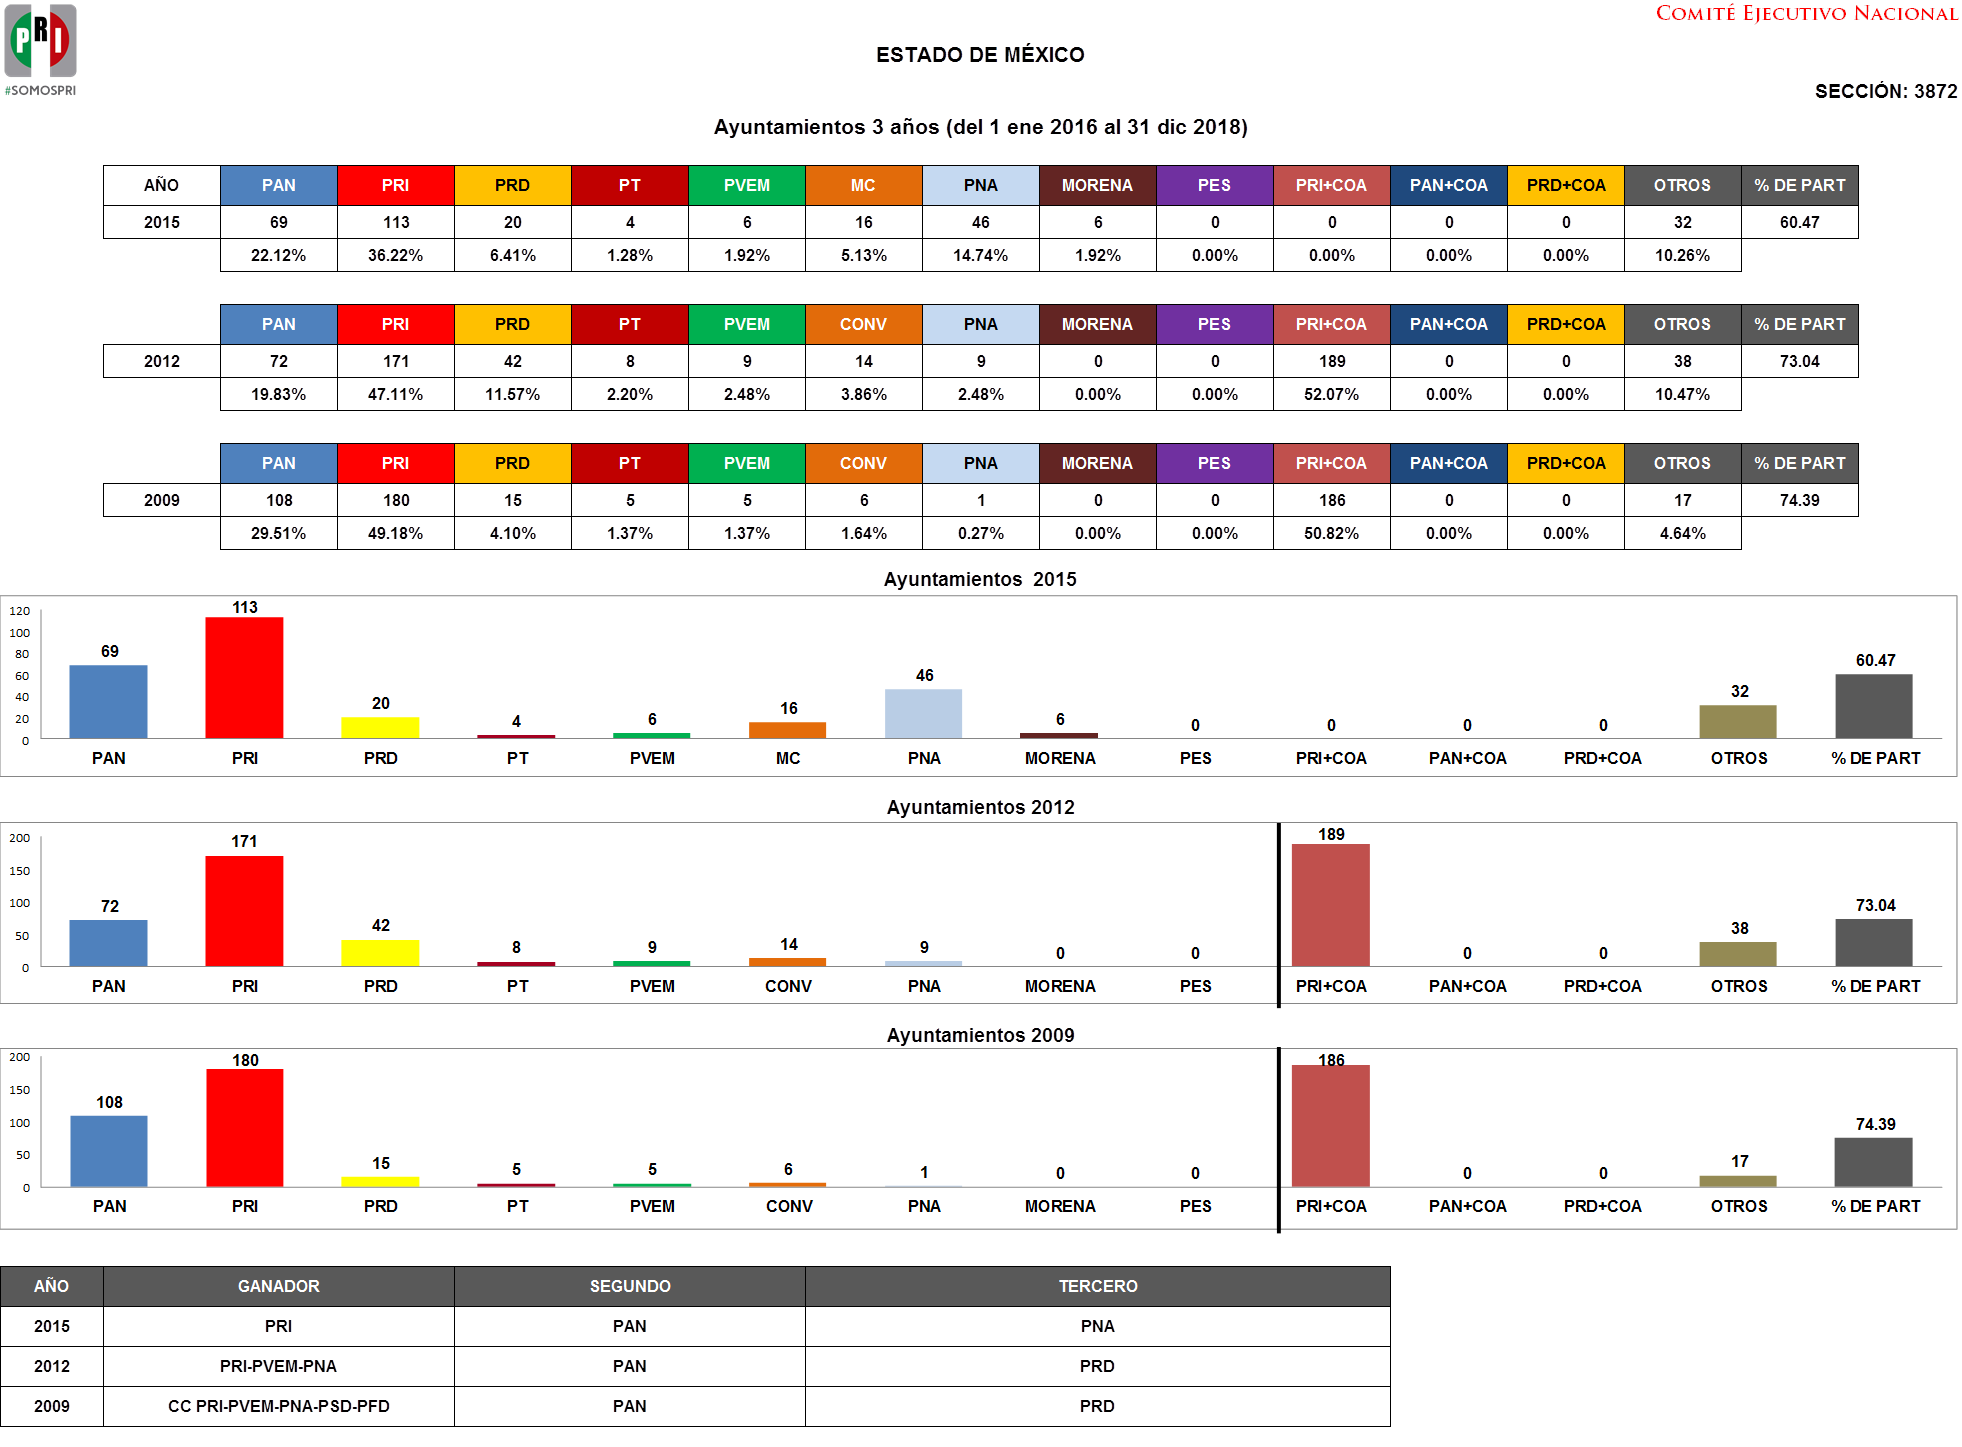 PRI
#SOMOSPRI
COMITÉ EJECUTIVO NACIONAL
ESTADO DE MÉXICO
SECCIÓN: 3872
Ayuntamientos 3 años (del 1 ene 2016 al 31 dic 2018)
AÑO PAN PRI PRD PT PVEM MC PNA MORENA PES PRI+COA PAN+COA PRD+COA OTROS % DE PART
2015 69 113 20 4 6 16 46 6 0 0 0 0 32 60.47
22.12% 36.22% 6.41% 1.28% 1.92% 5.13% 14.74% 1.92% 0.00% 0.00% 0.00% 0.00% 10.26%
PAN PRI PRD PT PVEM CONV PNA MORENA PES PRI+COA PAN+COA PRD+COA OTROS % DE PART
2012 72 171 42 8 9 14 9 0 0 189 0 0 38 73.04
19.83% 47.11% 11.57% 2.20% 2.48% 3.86% 2.48% 0.00% 0.00% 52.07% 0.00% 0.00% 10.47%
PAN PRI PRD PT PVEM CONV PNA MORENA PES PRI+COA PAN+COA PRD+COA OTROS % DE PART
2009 108 180 15 5 5 6 1 0 0 186 0 0 17 74.39
29.51% 49.18% 4.10% 1.37% 1.37% 1.64% 0.27% 0.00% 0.00% 50.82% 0.00% 0.00% 4.64%
Ayuntamientos 2015
120
100
80
60
40
20
0
69 113 20 4 6 16 46 6 0 0 0 0 32 60.47
PAN PRI PRD PT PVEM MC PNA MORENA PES PRI+COA PAN+COA PRD+COA OTROS % DE PART
Ayuntamientos 2012
200
150
100
50
0
72 171 42 8 9 14 9 0 0 189 0 0 38 73.04
PAN PRI PRD PT PVEM CONV PNA MORENA PES PRI+COA PAN+COA PRD+COA OTROS % DE PART
Ayuntamientos 2009
200
150
100
50
0
108 180 15 5 5 6 1 0 0 186 0 0 17 74.39
PAN PRI PRD PT PVEM CONV PNA MORENA PES PRI+COA PAN+COA PRD+COA OTROS % DE PART
AÑO GANADOR SEGUNDO TERCERO
2015 PRI PAN PNA
2012 PRI-PVEM-PNA PAN PRD
2009 CC PRI-PVEM-PNA-PSD-PFD PAN PRD